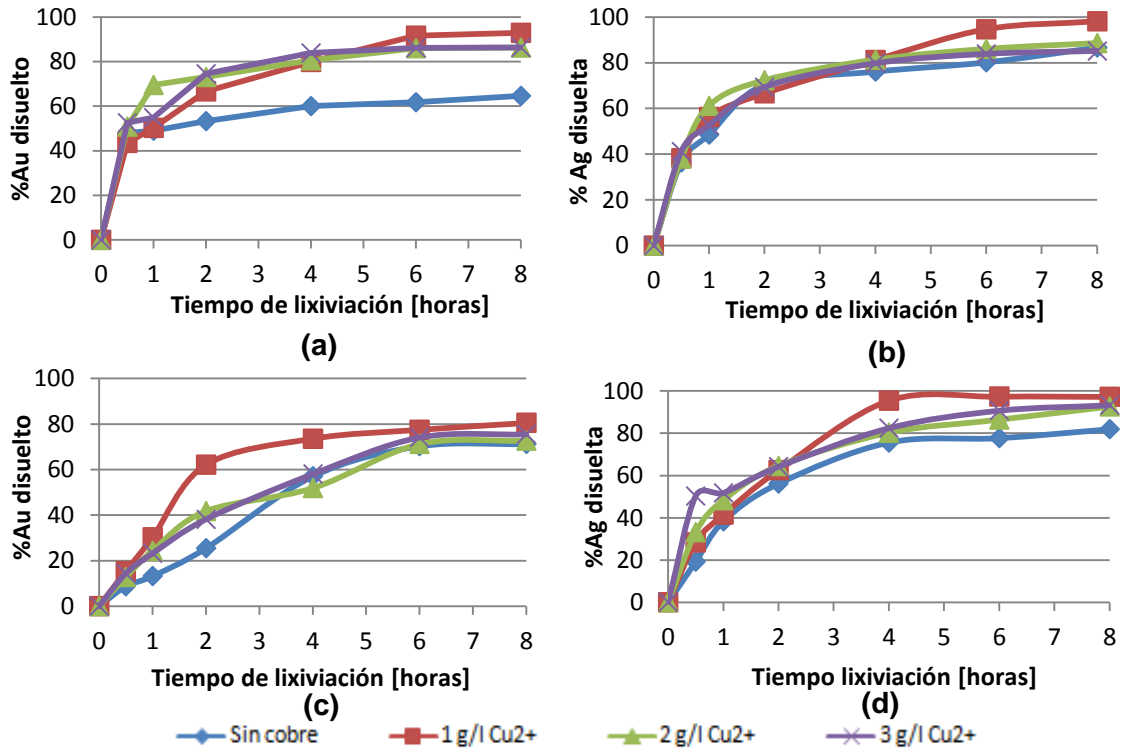 100
80
60
40
20
0
%Au disuelto
0 1 2 3 4 5 6 7 8
Tiempo de lixiviación [horas]
(a)
100
80
60
40
20
0
% Ag disuelta
0 1 2 3 4 5 6 7 8
Tiempo de lixiviación [horas]
(b)
100
80
60
40
20
0
%Au disuelto
0 1 2 3 4 5 6 7 8
Tiempo de lixiviación [horas]
(c)
100
80
60
40
20
0
%Ag disuelta
0 1 2 3 4 5 6 7 8
Tiempo lixiviación [horas]
(d)
Sin cobre 1 g/l Cu2+ 2 g/l Cu2+ 3 g/l Cu2+